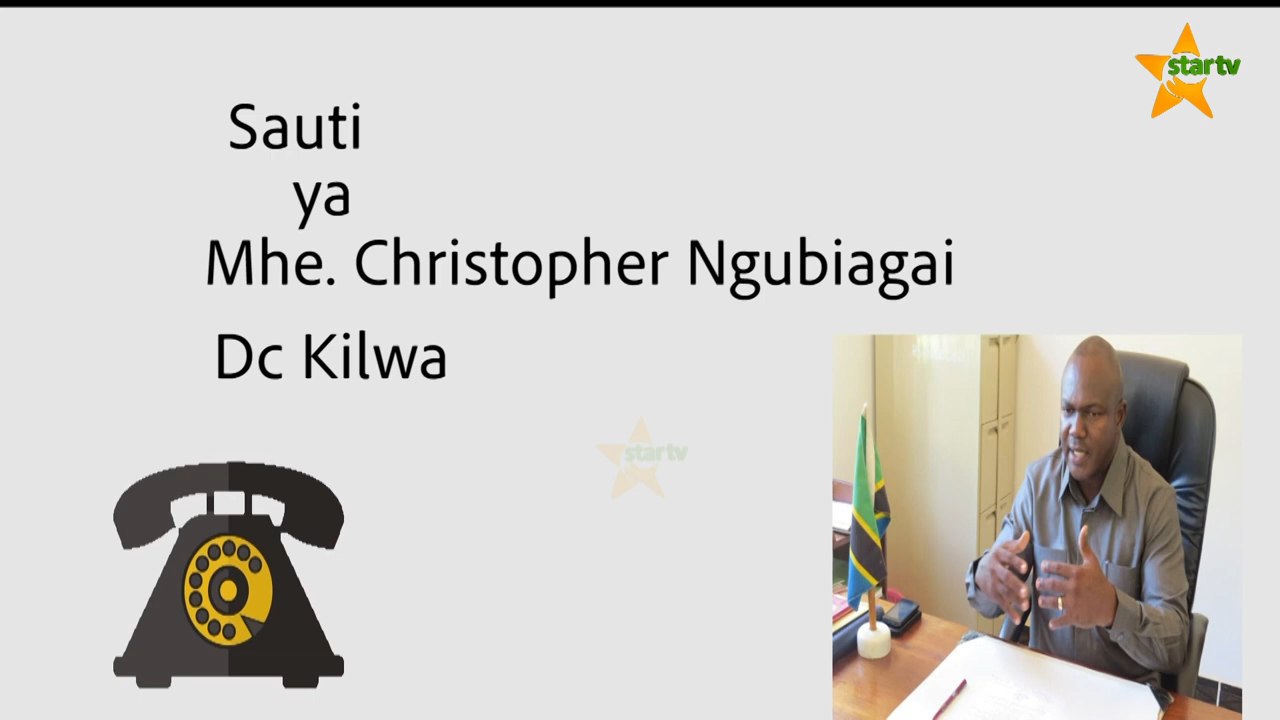 startv
Sauti
ya
Mhe. Christopher Ngubiagai
Dc Kilwa
startv